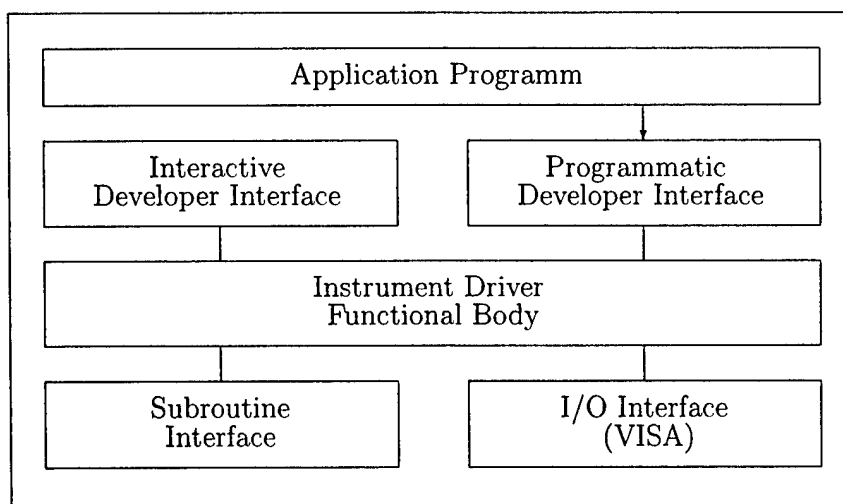 Application Programm
Interactive
Developer Interface
Programmatic
Developer Interface
Instrument Driver
Functional Body
Subroutine
Interface
I/O Interface
(VISA)